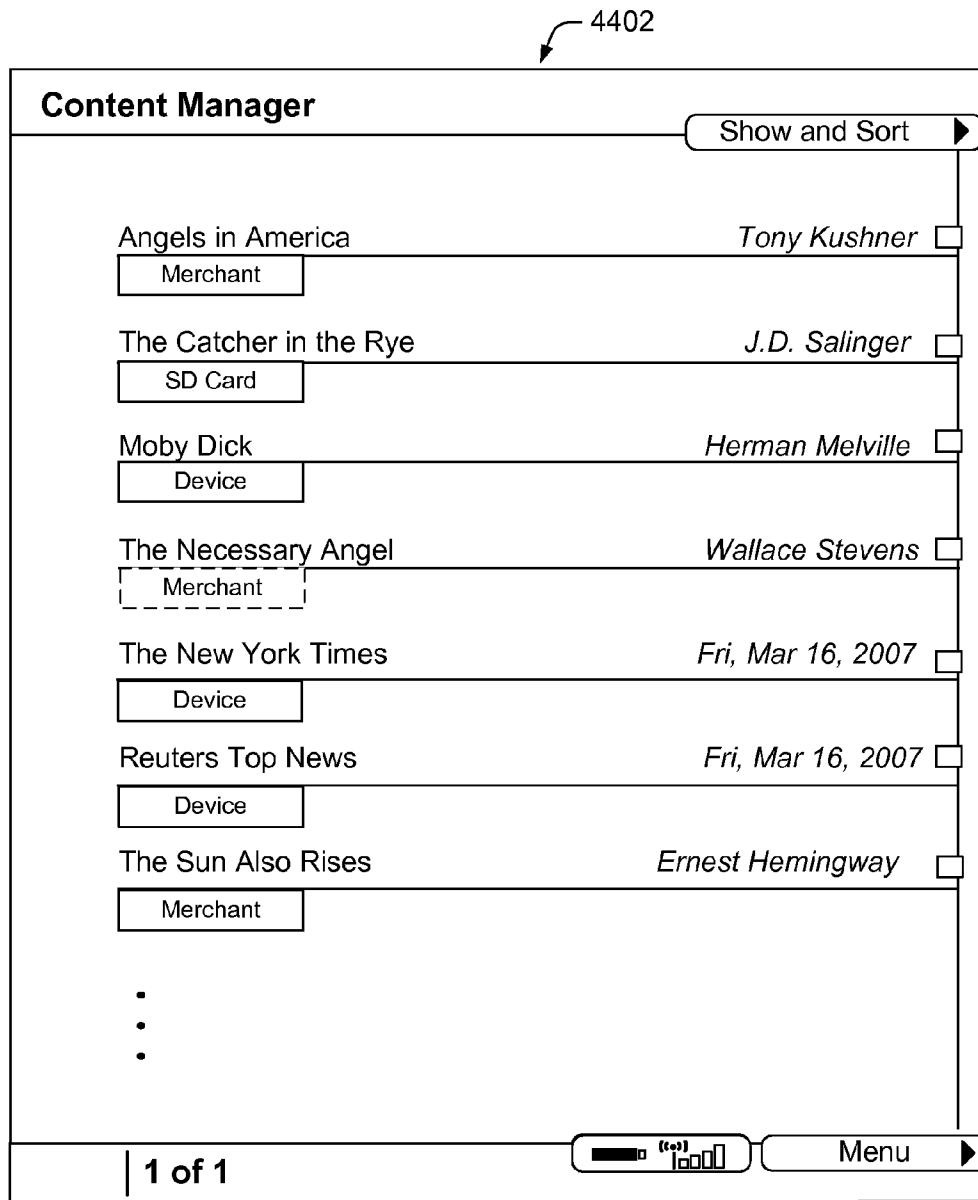 4402
Content Manager
Show and Sort
Angels in America Tony Kushner
Merchant
The Catcher in the Rye J.D. Salinger
SD Card
Moby Dick Herman Melville
Device
The Necessary Angel Wallace Stevens
Merchant
The New York Times Fri, Mar 16, 2007
Device
Reuters Top News Fri, Mar 16, 2007
Device
The Sun Also Rises Ernest Hemingway
Merchant
1 of 1 Menu